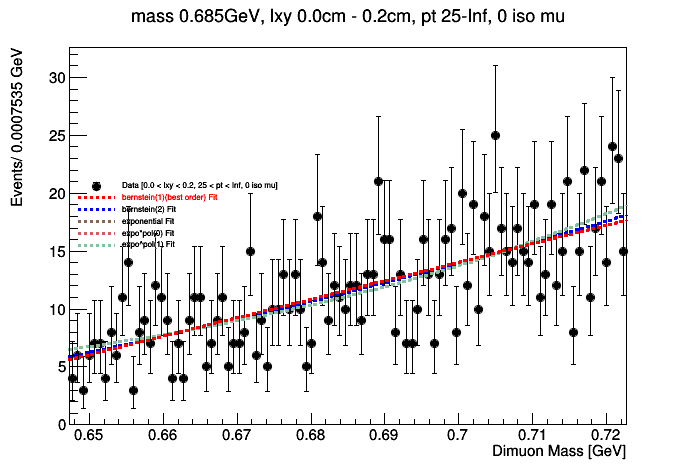 mass 0.685GeV, lxy 0.0cm - 0.2cm, pt 25-Inf, 0 iso mu
Events/ 0.0007535 GeV
30
25
20
15
10
5
0
Data [0.0 < lxy < 0.2, 25 < pt < Inf, 0 iso mu]
bernstein(1)(best order) Fit
bernstein(2) Fit
exponential Fit
expo*pol(0) Fit
expo*pol(1) Fit
0.65 0.66 0.67 0.68 0.69 0.7 0.71 0.72
Dimuon Mass [GeV]